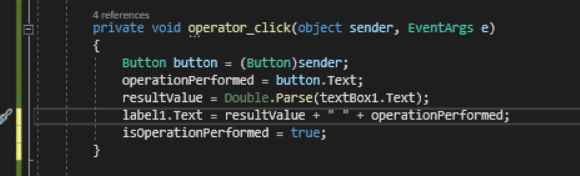 4 references
private void operator_click(object sender, EventArgs e)
{
Button button = (Button)sender;
operationPerformed = button.Text;
resultValue = Double.Parse(textBox1.Text);
label1.Text = resultValue + " " + operationPerformed;
isOperationPerformed = true;
}